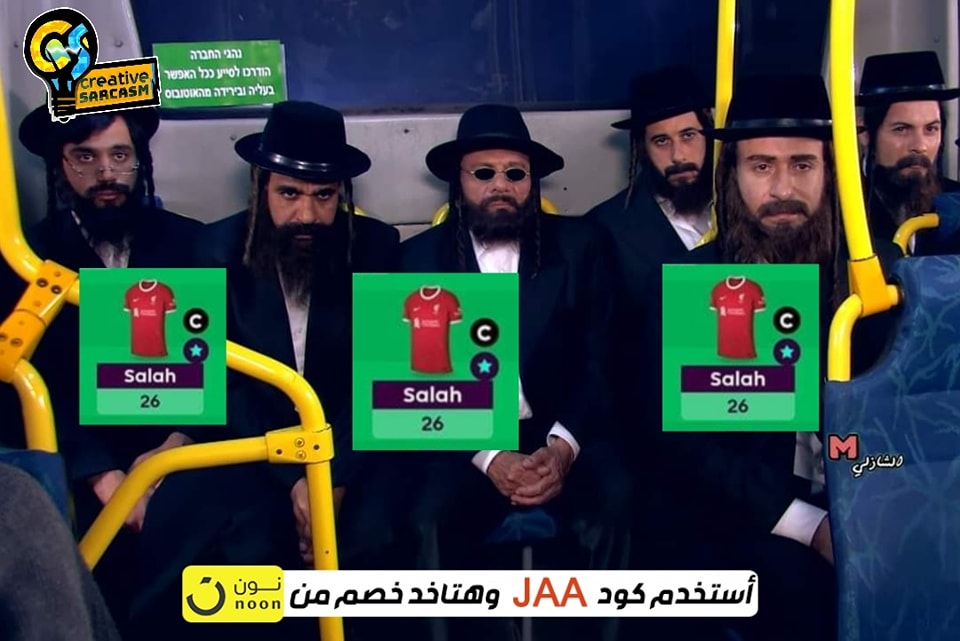 creative
SARCASM
נהגי החברה
הודרכו לסייע ככל האפשר
בעליה ובירידה מהאוטובוס
C
Salah
26
C
Salah
26
C
Salah
26
M
الشاذلي
أستخدم كود JAA وهتاخد خصم من
نون
noon